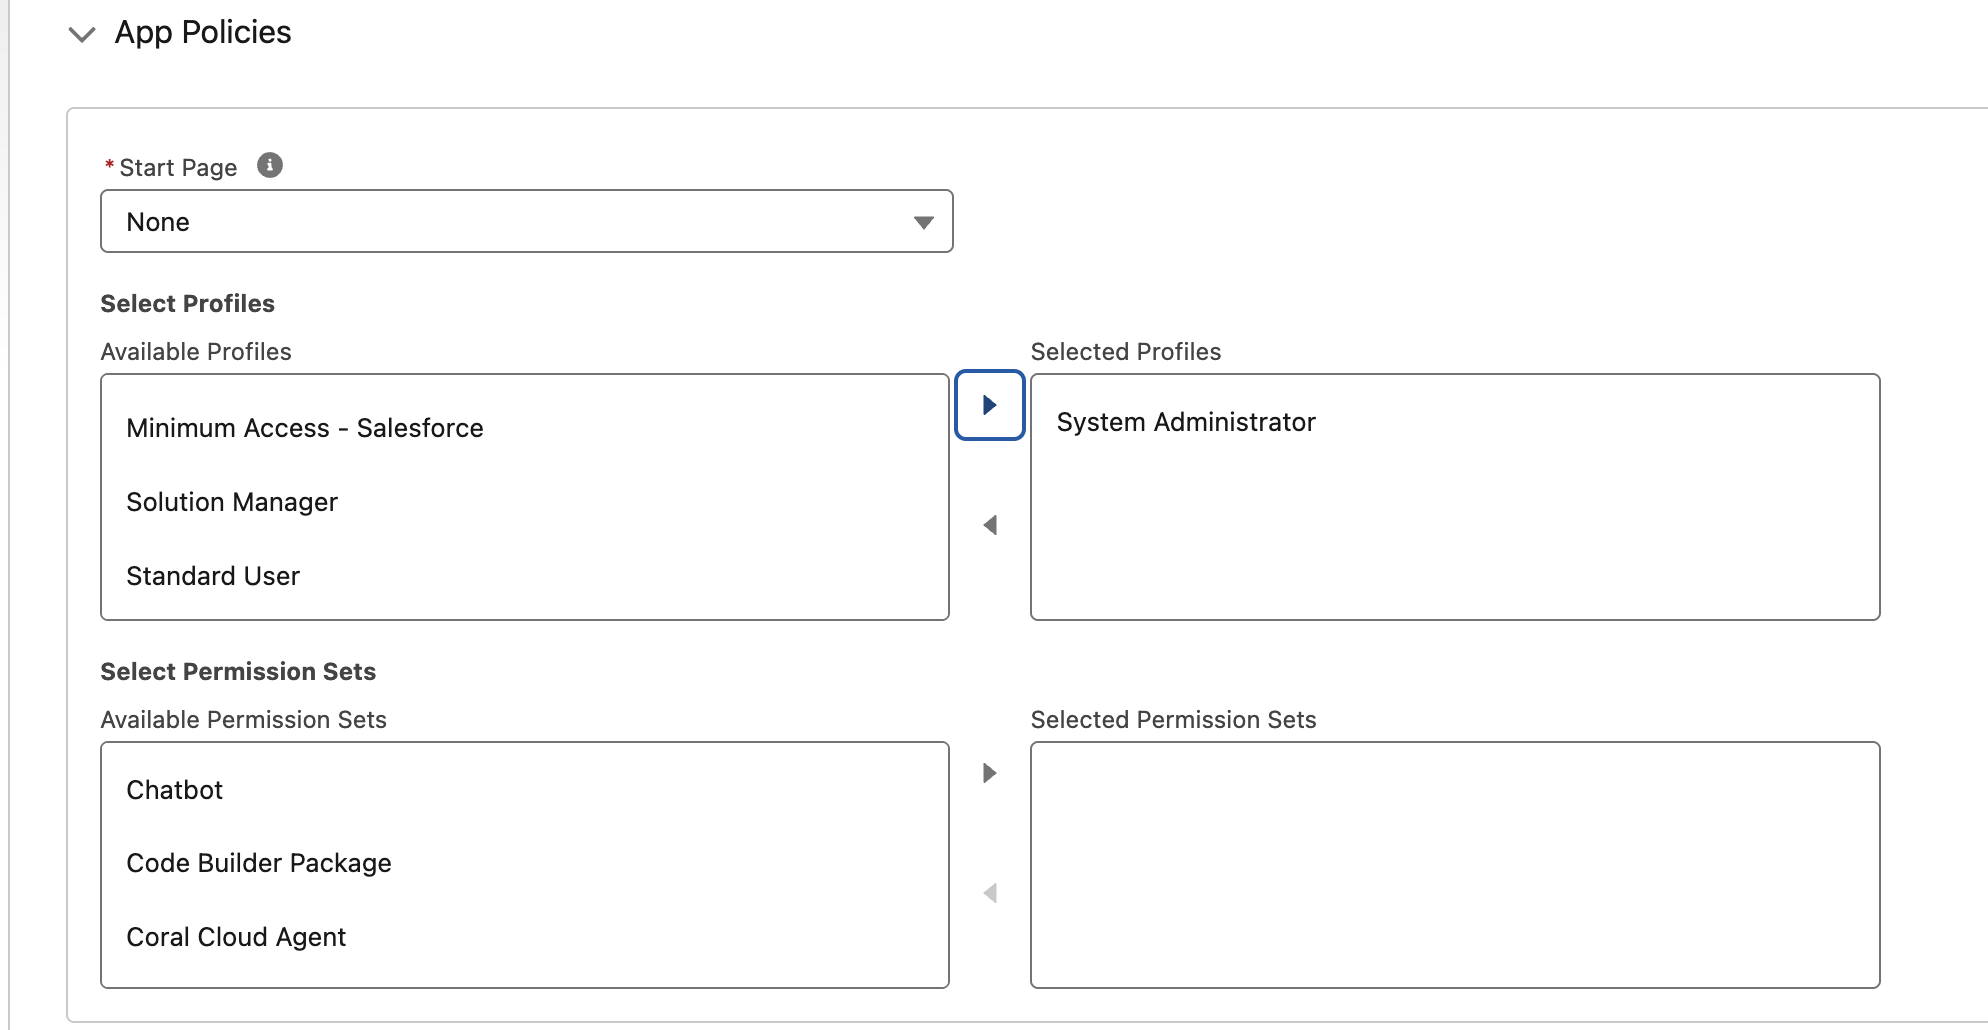 App Policies
* Start Page
None
Select Profiles
Available Profiles
Selected Profiles
Minimum Access - Salesforce
Solution Manager
Standard User
System Administrator
Select Permission Sets
Available Permission Sets
Selected Permission Sets
Chatbot
Code Builder Package
Coral Cloud Agent